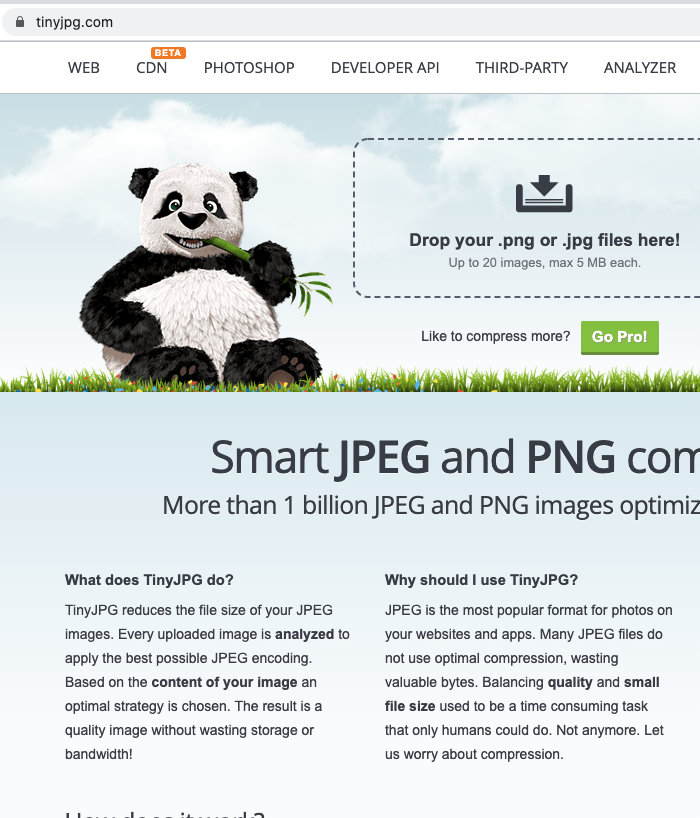 tinyjpg.com
BETA
WEB CDN PHOTOSHOP DEVELOPER API THIRD-PARTY ANALYZER
Drop your .png or .jpg files here!
Up to 20 images, max 5 MB each.
Like to compress more? Go Pro!
Smart JPEG and PNG com
More than 1 billion JPEG and PNG images optimiz
What does TinyJPG do?
TinyJPG reduces the file size of your JPEG
images. Every uploaded image is analyzed to
apply the best possible JPEG encoding.
Based on the content of your image an
optimal strategy is chosen. The result is a
quality image without wasting storage or
bandwidth!
Why should I use TinyJPG?
JPEG is the most popular format for photos on
your websites and apps. Many JPEG files do
not use optimal compression, wasting
valuable bytes. Balancing quality and small
file size used to be a time consuming task
that only humans could do. Not anymore. Let
us worry about compression.
How does it work?